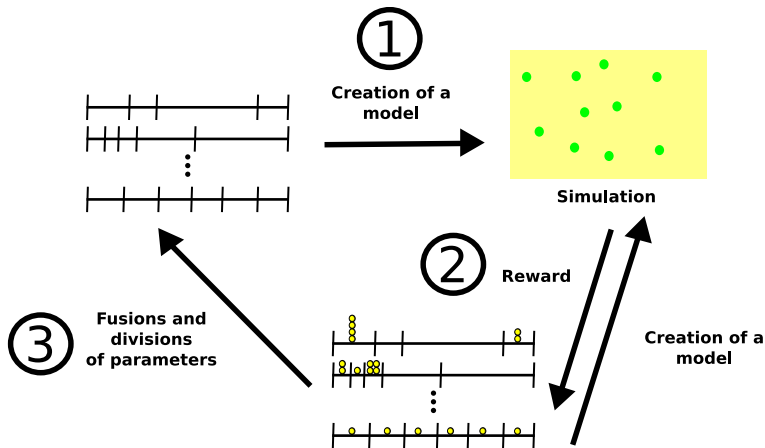 1
Creation of a
model
Simulation
2
Reward
3
Fusions and
divisions
of parameters
Creation of a
model